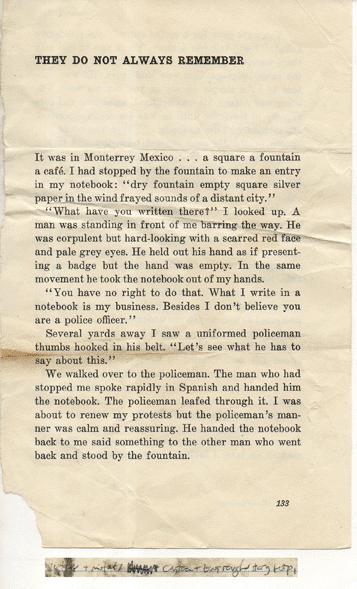 THEY DO NOT ALWAYS REMEMBER
It was in Monterrey Mexico . . . a square a fountain
a café. I had stopped by the fountain to make an entry
in my notebook: “dry fountain empty square silver
paper in the wind frayed sounds of a distant city.”
“What have you written there?” I looked up. A
man was standing in front of me barring the way. He
was corpulent but hard-looking with a scarred red face
and pale grey eyes. He held out his hand as if present-
ing a badge but the hand was empty. In the same
movement he took the notebook out of my hands.
“You have no right to do that. What I write in a
notebook is my business. Besides I don’t believe you
are a police officer.”
Several yards away I saw a uniformed policeman
thumbs hooked in his belt. “Let’s see what he has to
say about this.”
We walked over to the policeman. The man who had
stopped me spoke rapidly in Spanish and handed him
the notebook. The policeman leafed through it. I was
about to renew my protests but the policeman’s man-
ner was calm and reassuring. He handed the notebook
back to me said something to the other man who went
back and stood by the fountain.
133